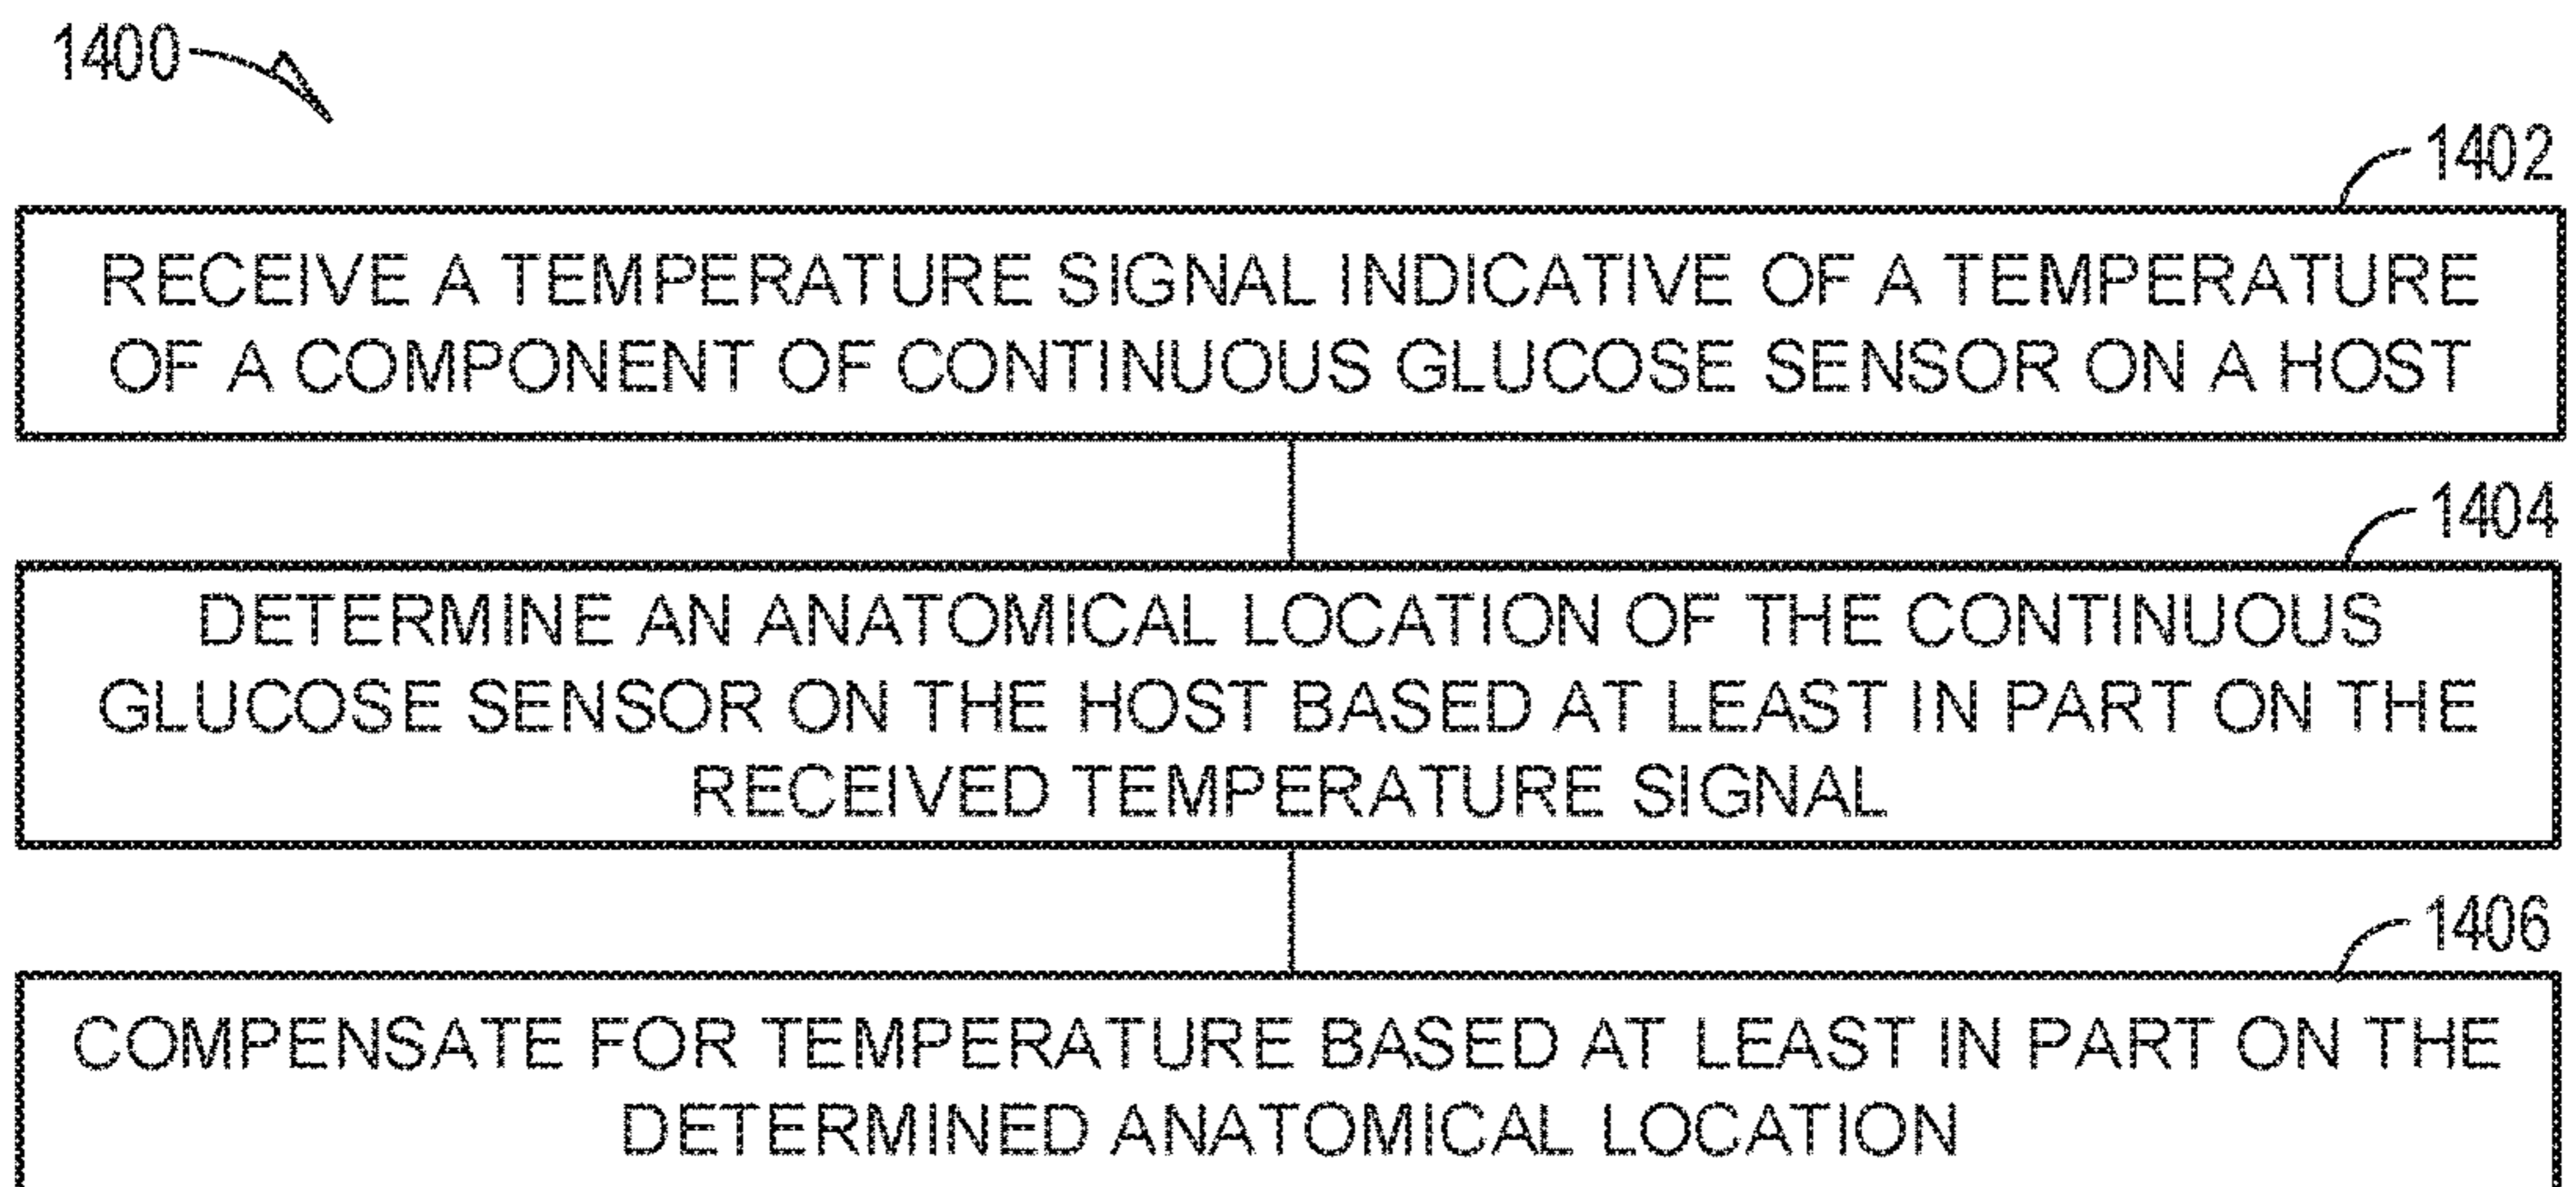 1400
1402
RECEIVE A TEMPERATURE SIGNAL INDICATIVE OF A TEMPERATURE
OF A COMPONENT OF CONTINUOUS GLUCOSE SENSOR ON A HOST
1404
DETERMINE AN ANATOMICAL LOCATION OF THE CONTINUOUS
GLUCOSE SENSOR ON THE HOST BASED AT LEAST IN PART ON THE
RECEIVED TEMPERATURE SIGNAL
1406
COMPENSATE FOR TEMPERATURE BASED AT LEAST IN PART ON THE
DETERMINED ANATOMICAL LOCATION